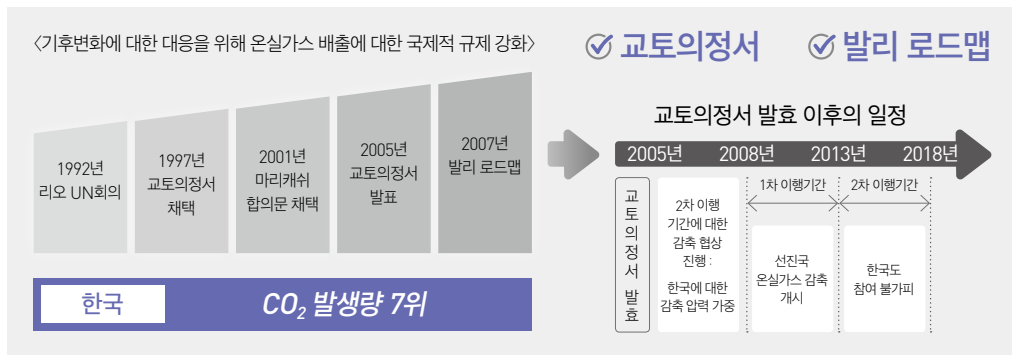 〈기후변화에 대한 대응을 위해 온실가스 배출에 대한 국제적 규제 강화〉
1992년
리오 UN회의
1997년
교토의정서
채택
2001년
마리캐쉬
합의문 채택
2005년
교토의정서
발표
2007년
발리 로드맵
한국
CO₂ 발생량 7위
교토의정서
발리 로드맵
교토의정서 발효 이후의 일정
2005년 2008년 2013년 2018년
교토의정서 발효
2차 이행
기간에 대한
감축 협상
진행 :
한국에 대한
감축 압력 가중
1차 이행기간
선진국
온실가스 감축
개시
2차 이행기간
한국도
참여 불가피